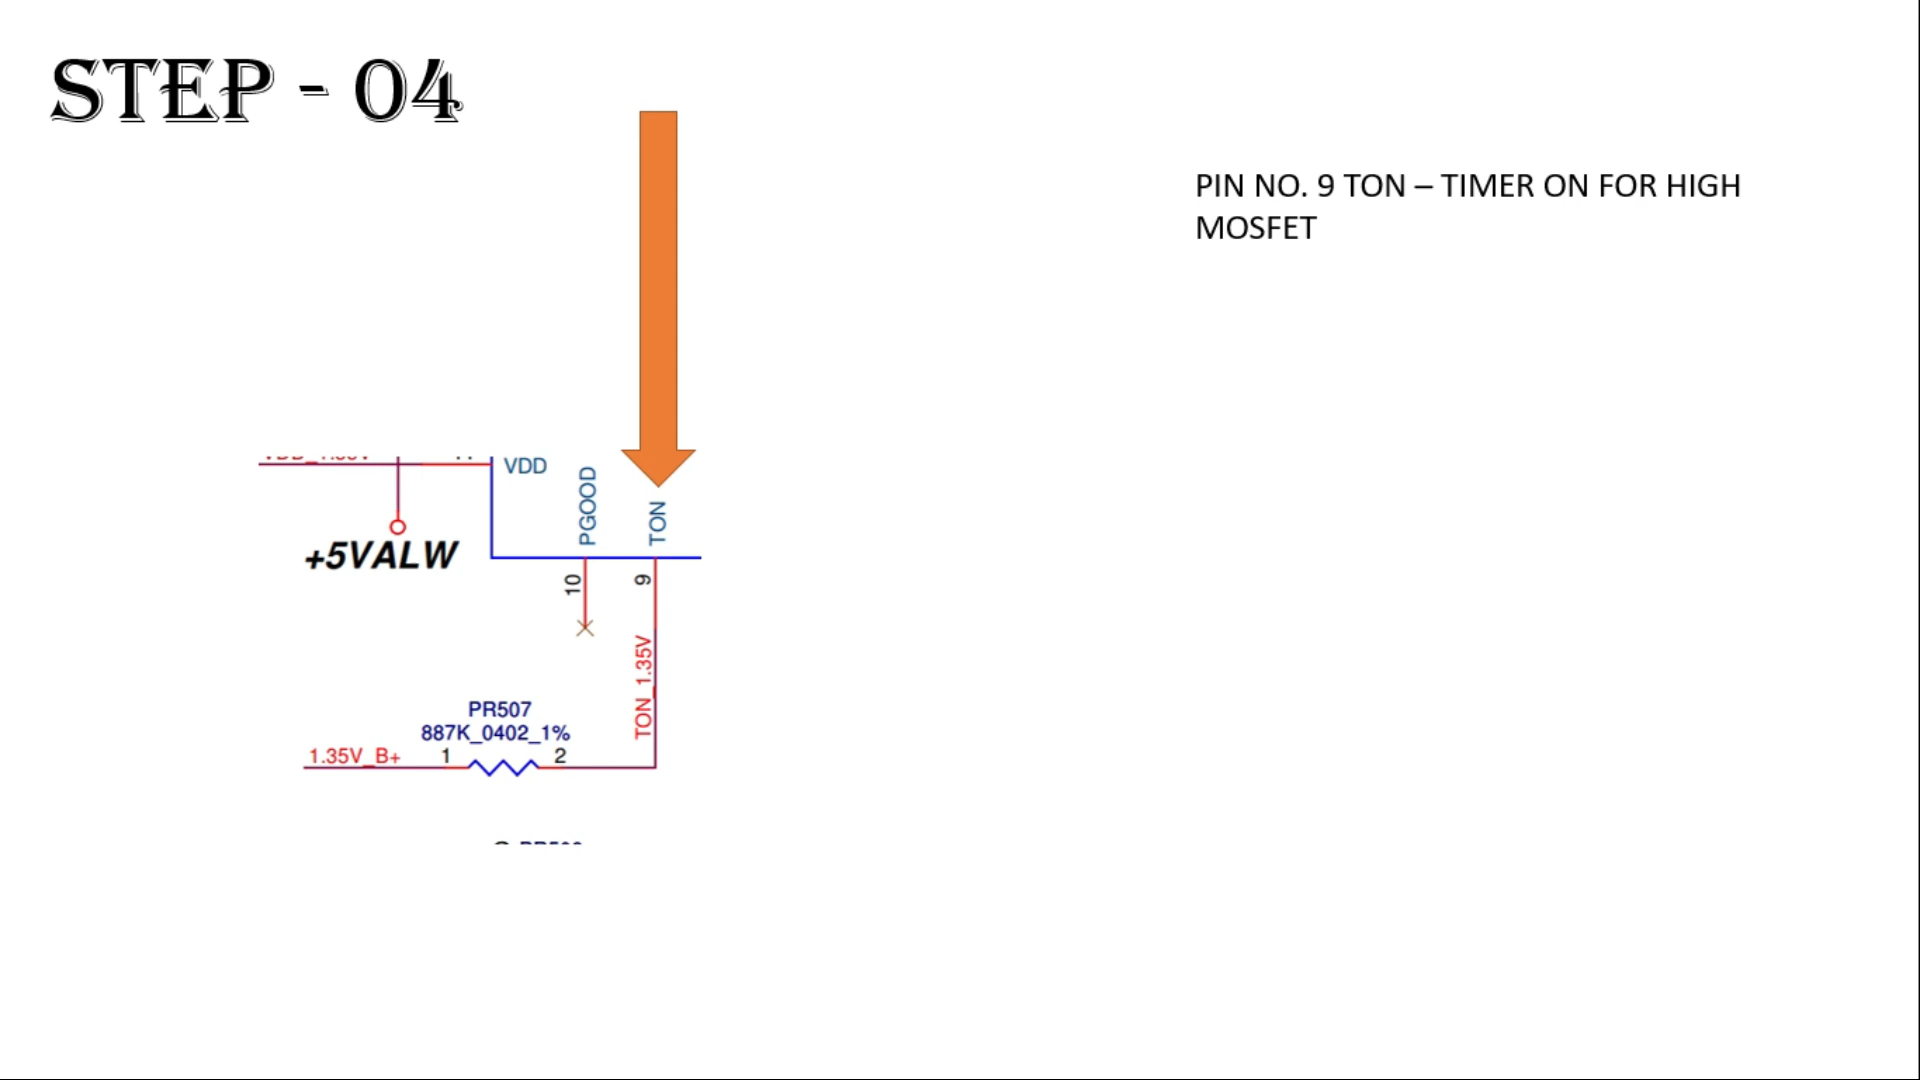 STEP - 04
PIN NO. 9 TON – TIMER ON FOR HIGH
MOSFET
VDD
PGOOD
TON
+5VALW
10
9
TON_1.35V
PR507
887K_0402_1%
1.35V_B+
1
2